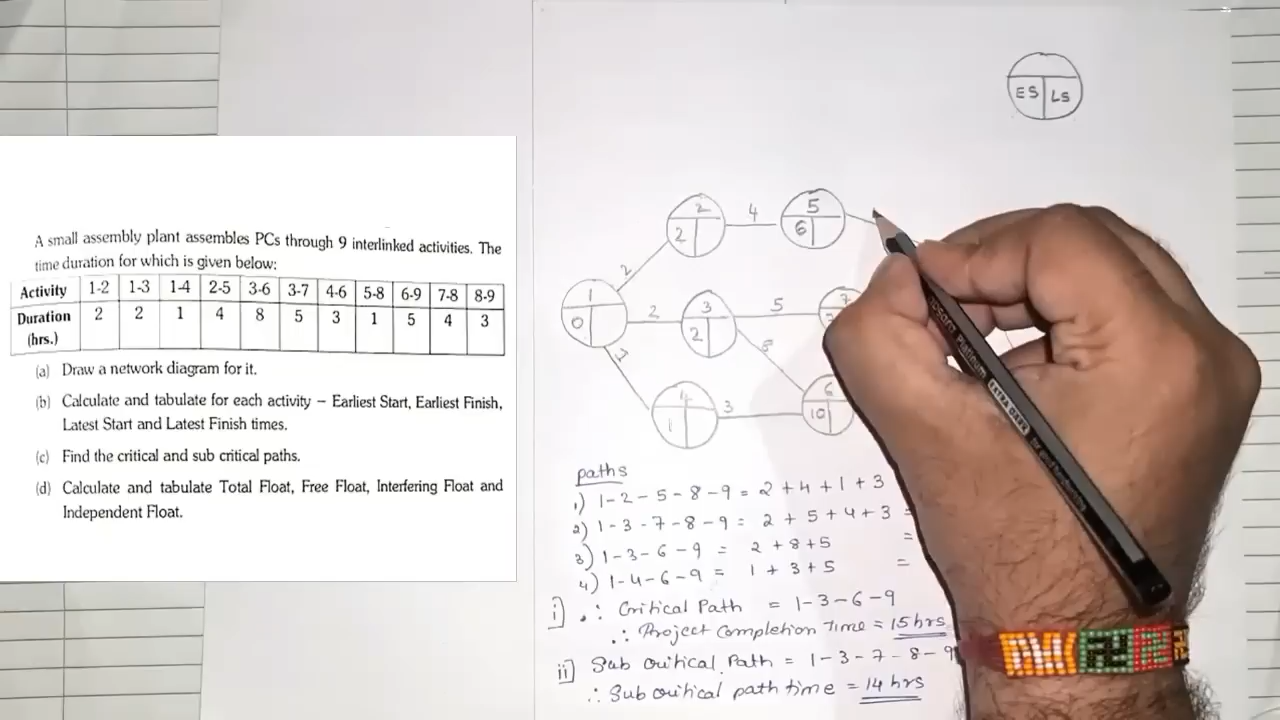 ES LS
A small assembly plant assembles PCs through 9 interlinked activities. The
time duration for which is given below:
Activity 1-2 1-3 1-4 2-5 3-6 3-7 4-6 5-8 6-9 7-8 8-9
Duration (hrs.) 2 2 1 4 8 5 3 1 5 4 3
(a) Draw a network diagram for it.
(b) Calculate and tabulate for each activity – Earliest Start, Earliest Finish,
Latest Start and Latest Finish times.
(c) Find the critical and sub critical paths.
(d) Calculate and tabulate Total Float, Free Float, Interfering Float and
Independent Float.
2 2 4 5 6
2
1 0 2 3 2 5 7
8
4 1 3 6 10
paths
1) 1-2-5-8-9 = 2+4+1+3
2) 1-3-7-8-9 = 2+5+4+3 =
3) 1-3-6-9 = 2+8+5 =
4) 1-4-6-9 = 1+3+5 =
i] ∴ Critical Path = 1-3-6-9
∴ Project Completion Time = 15 hrs
ii] Sub critical Path = 1-3-7-8-9
∴ Sub critical path time = 14 hrs
apsara Platinum EXTRA DARK